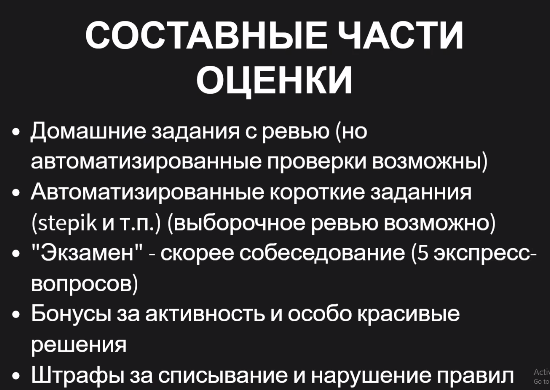 СОСТАВНЫЕ ЧАСТИ
ОЦЕНКИ
• Домашние задания с ревью (но
автоматизированные проверки возможны)
• Автоматизированные короткие заданния
(stepik и т.п.) (выборочное ревью возможно)
• "Экзамен" - скорее собеседование (5 экспресс-
вопросов)
• Бонусы за активность и особо красивые
решения
• Штрафы за списывание и нарушение правил
Go to